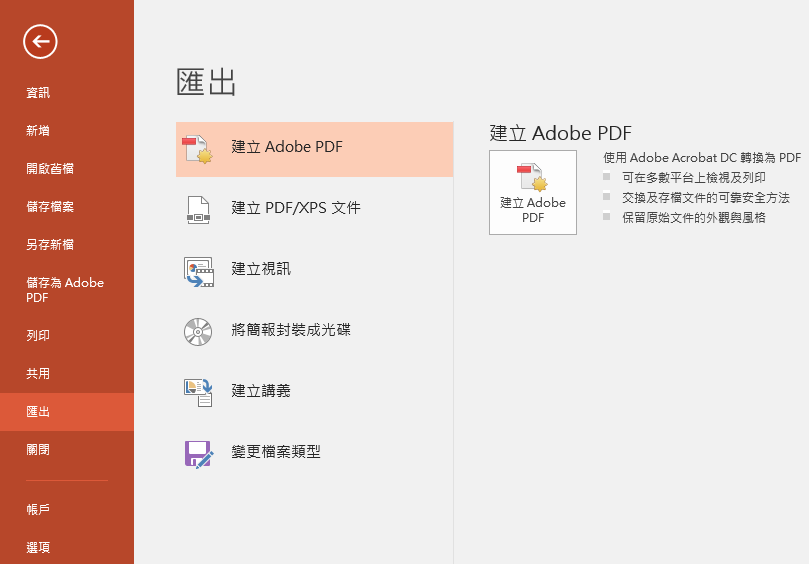 資訊
新增
開啟舊檔
儲存檔案
另存新檔
儲存為 Adobe
PDF
列印
共用
匯出
關閉
帳戶
選項
匯出
建立 Adobe PDF
建立 PDF/XPS 文件
建立視訊
將簡報封裝成光碟
建立講義
變更檔案類型
建立 Adobe PDF
建立 Adobe
PDF
使用 Adobe Acrobat DC 轉換為 PDF
可在多數平台上檢視及列印
交換及存檔文件的可靠安全方法
保留原始文件的外觀與風格